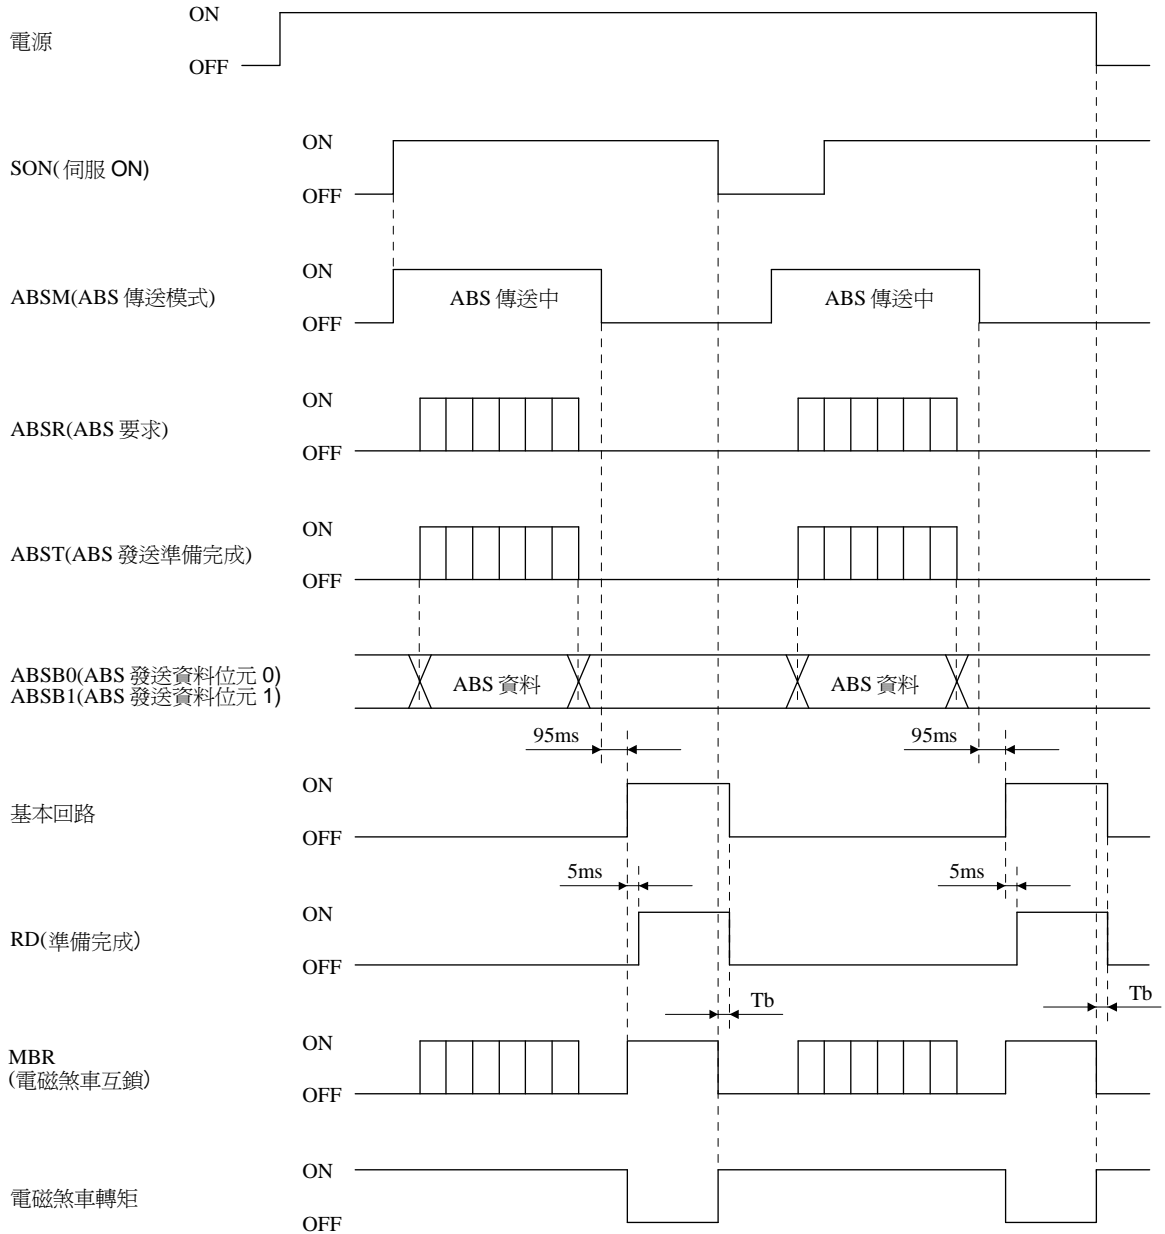 ON
電源
OFF
ON
SON(伺服 ON)
OFF
ON
ABSM(ABS 傳送模式)
ABS 傳送中
ABS 傳送中
OFF
ON
ABSR(ABS 要求)
OFF
ON
ABST(ABS 發送準備完成)
OFF
ABSB0(ABS 發送資料位元 0)
ABSB1(ABS 發送資料位元 1)
ABS 資料
ABS 資料
95ms
95ms
ON
基本回路
OFF
5ms
5ms
ON
RD(準備完成)
OFF
Tb
Tb
ON
MBR
(電磁煞車互鎖)
OFF
ON
電磁煞車轉矩
OFF